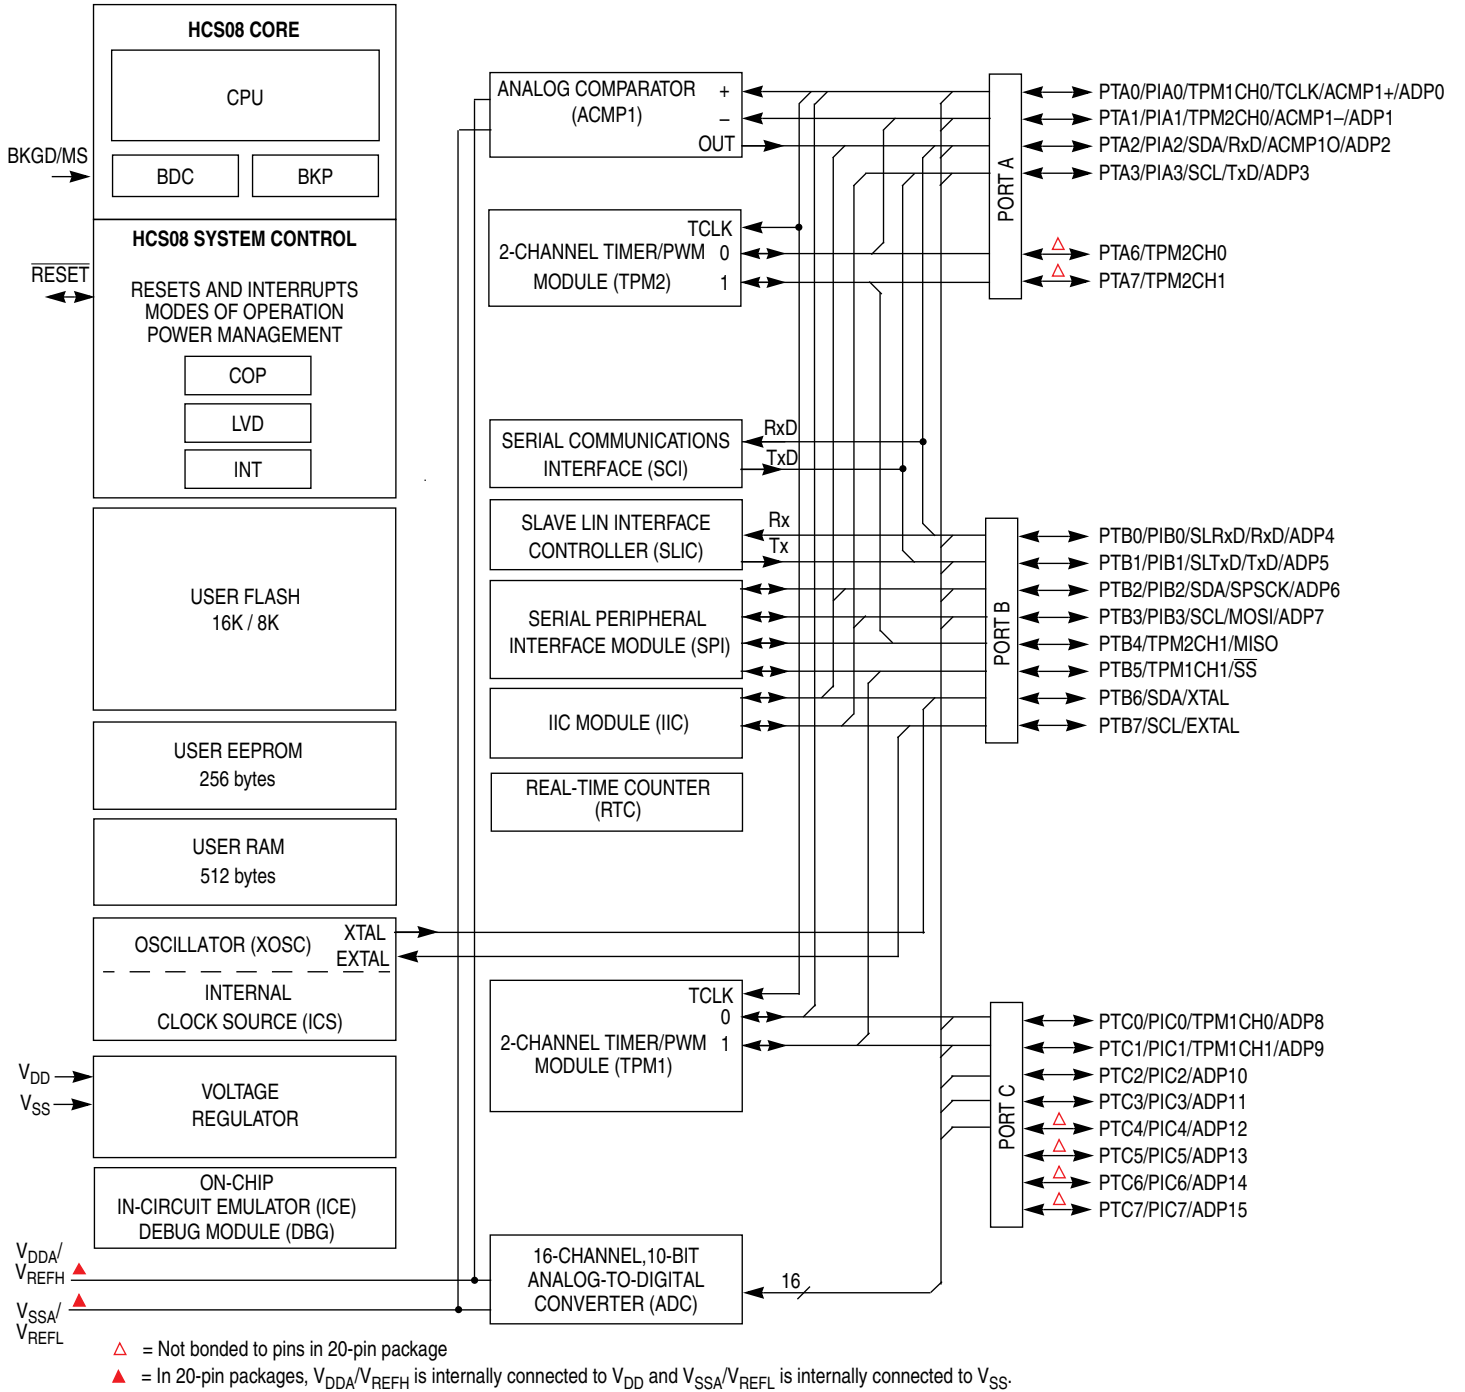 HCS08 CORE
CPU
BDC
BKP
BKGD/MS
HCS08 SYSTEM CONTROL
RESET
RESETS AND INTERRUPTS
MODES OF OPERATION
POWER MANAGEMENT
COP
LVD
INT
USER FLASH
16K / 8K
USER EEPROM
256 bytes
USER RAM
512 bytes
OSCILLATOR (XOSC)
XTAL
EXTAL
INTERNAL
CLOCK SOURCE (ICS)
VDD
VSS
VOLTAGE
REGULATOR
ON-CHIP
IN-CIRCUIT EMULATOR (ICE)
DEBUG MODULE (DBG)
VDDA/
VREFH
VSSA/
VREFL
ANALOG COMPARATOR
(ACMP1)
+
–
OUT
TCLK
2-CHANNEL TIMER/PWM
MODULE (TPM2)
0
1
SERIAL COMMUNICATIONS
INTERFACE (SCI)
RxD
TxD
SLAVE LIN INTERFACE
CONTROLLER (SLIC)
Rx
Tx
SERIAL PERIPHERAL
INTERFACE MODULE (SPI)
IIC MODULE (IIC)
REAL-TIME COUNTER
(RTC)
TCLK
0
2-CHANNEL TIMER/PWM
MODULE (TPM1)
1
16-CHANNEL,10-BIT
ANALOG-TO-DIGITAL
CONVERTER (ADC)
16
PORT A
PTA0/PIA0/TPM1CH0/TCLK/ACMP1+/ADP0
PTA1/PIA1/TPM2CH0/ACMP1–/ADP1
PTA2/PIA2/SDA/RxD/ACMP1O/ADP2
PTA3/PIA3/SCL/TxD/ADP3
PTA6/TPM2CH0
PTA7/TPM2CH1
PORT B
PTB0/PIB0/SLRxD/RxD/ADP4
PTB1/PIB1/SLTxD/TxD/ADP5
PTB2/PIB2/SDA/SPSCK/ADP6
PTB3/PIB3/SCL/MOSI/ADP7
PTB4/TPM2CH1/MISO
PTB5/TPM1CH1/SS
PTB6/SDA/XTAL
PTB7/SCL/EXTAL
PORT C
PTC0/PIC0/TPM1CH0/ADP8
PTC1/PIC1/TPM1CH1/ADP9
PTC2/PIC2/ADP10
PTC3/PIC3/ADP11
PTC4/PIC4/ADP12
PTC5/PIC5/ADP13
PTC6/PIC6/ADP14
PTC7/PIC7/ADP15
△ = Not bonded to pins in 20-pin package
▲ = In 20-pin packages, VDDA/VREFH is internally connected to VDD and VSSA/VREFL is internally connected to VSS.